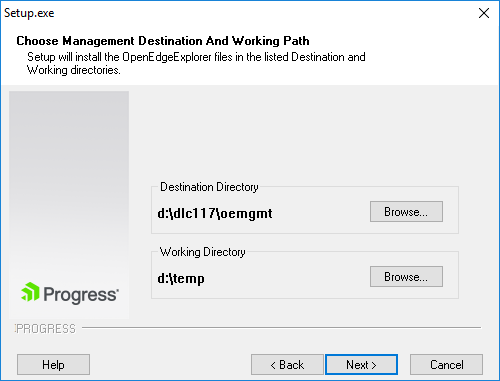 Setup.exe
Choose Management Destination And Working Path
Setup will install the OpenEdgeExplorer files in the listed Destination and
Working directories.
Destination Directory
d:\dlc117\oemgmt
Browse...
Working Directory
d:\temp
Browse...
Progress®
PROGRESS
Help
< Back
Next >
Cancel